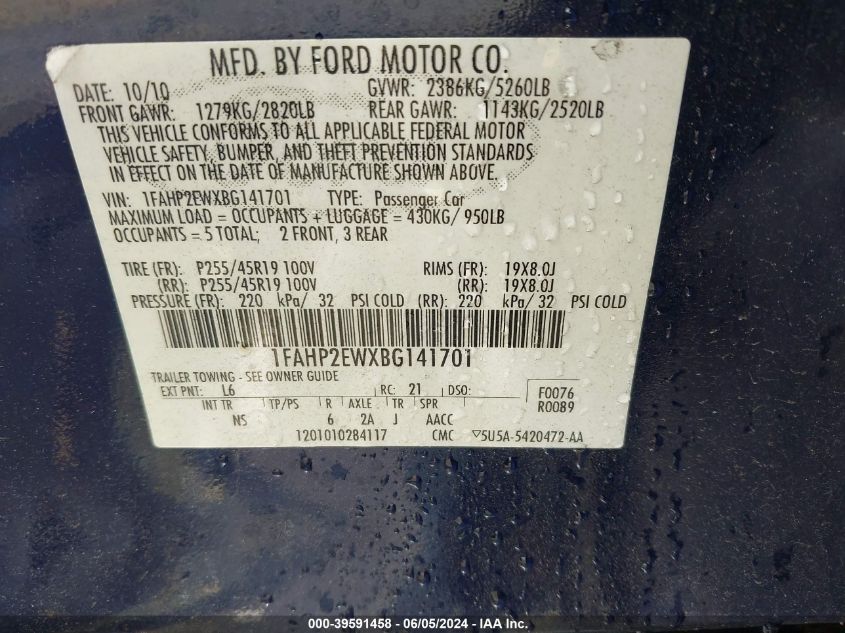 MFD. BY FORD MOTOR CO.
DATE: 10/10 GVWR: 2386KG/5260LB
FRONT GAWR: 1279KG/2820LB REAR GAWR: 1143KG/2520LB
THIS VEHICLE CONFORMS TO ALL APPLICABLE FEDERAL MOTOR
VEHICLE SAFETY, BUMPER, AND THEFT PREVENTION STANDARDS
IN EFFECT ON THE DATE OF MANUFACTURE SHOWN ABOVE.
VIN: 1FAHP2EWXBG141701 TYPE: Passenger Car
MAXIMUM LOAD = OCCUPANTS + LUGGAGE = 430KG/ 950LB
OCCUPANTS = 5 TOTAL; 2 FRONT, 3 REAR
TIRE (FR): P255/45R19 100V RIMS (FR): 19X8.0J
(RR): P255/45R19 100V (RR): 19X8.0J
PRESSURE (FR): 220 kPa/ 32 PSI COLD (RR): 220 kPa/ 32 PSI COLD
1FAHP2EWXBG141701
TRAILER TOWING - SEE OWNER GUIDE
EXT PNT: L6 RC: 21 DSO: F0076
INT TR TP/PS R AXLE TR SPR R0089
NS 6 2A J AACC
1201010284117 CMC ▽5U5A-5420472-AA
000-39591458 - 06/05/2024 - IAA Inc.